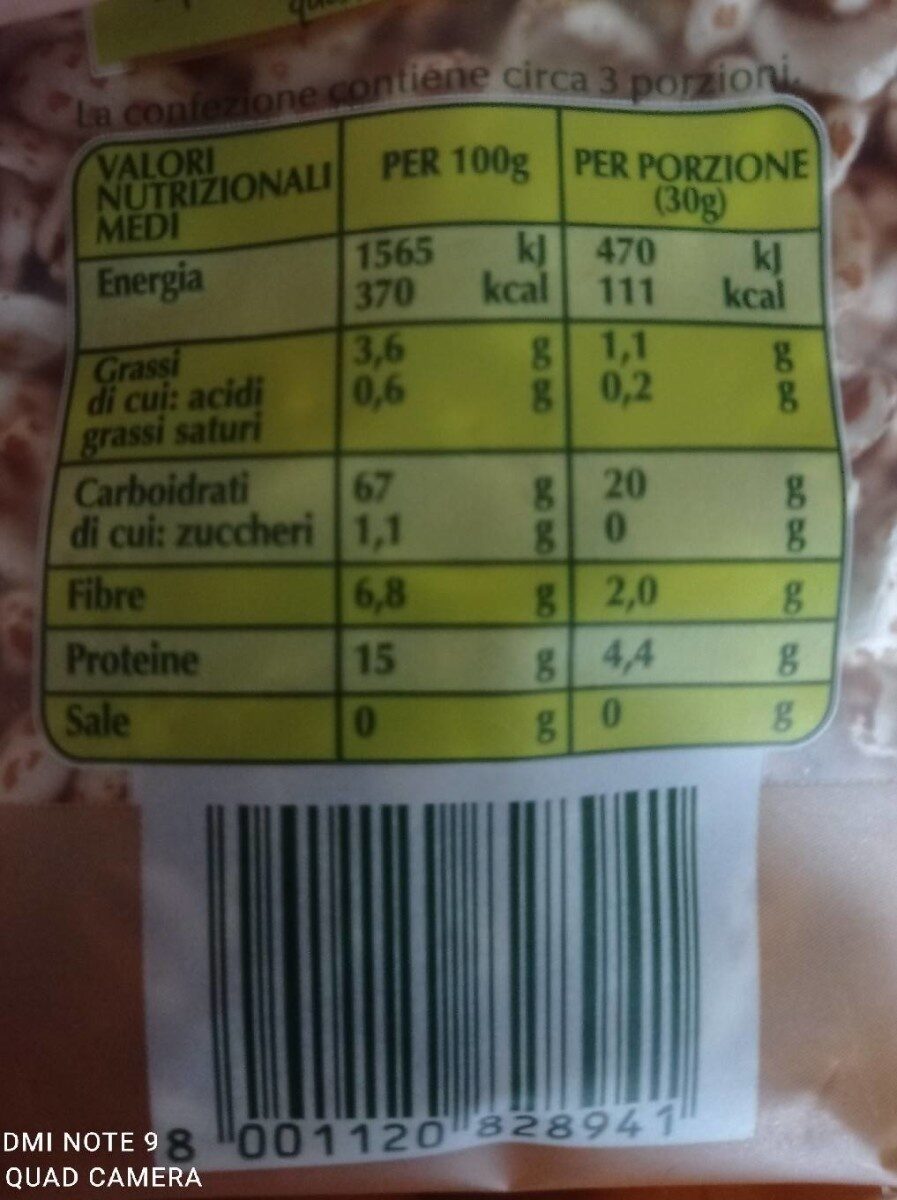 La confezione contiene circa 3 porzioni.
VALORI NUTRIZIONALI MEDI PER 100g PER PORZIONE (30g)
Energia 1565 kJ 470 kJ
370 kcal 111 kcal
Grassi 3,6 g 1,1 g
di cui: acidi grassi saturi 0,6 g 0,2 g
Carboidrati 67 g 20 g
di cui: zuccheri 1,1 g 0 g
Fibre 6,8 g 2,0 g
Proteine 15 g 4,4 g
Sale 0 g 0 g
8 001120 828941
DMI NOTE 9
QUAD CAMERA